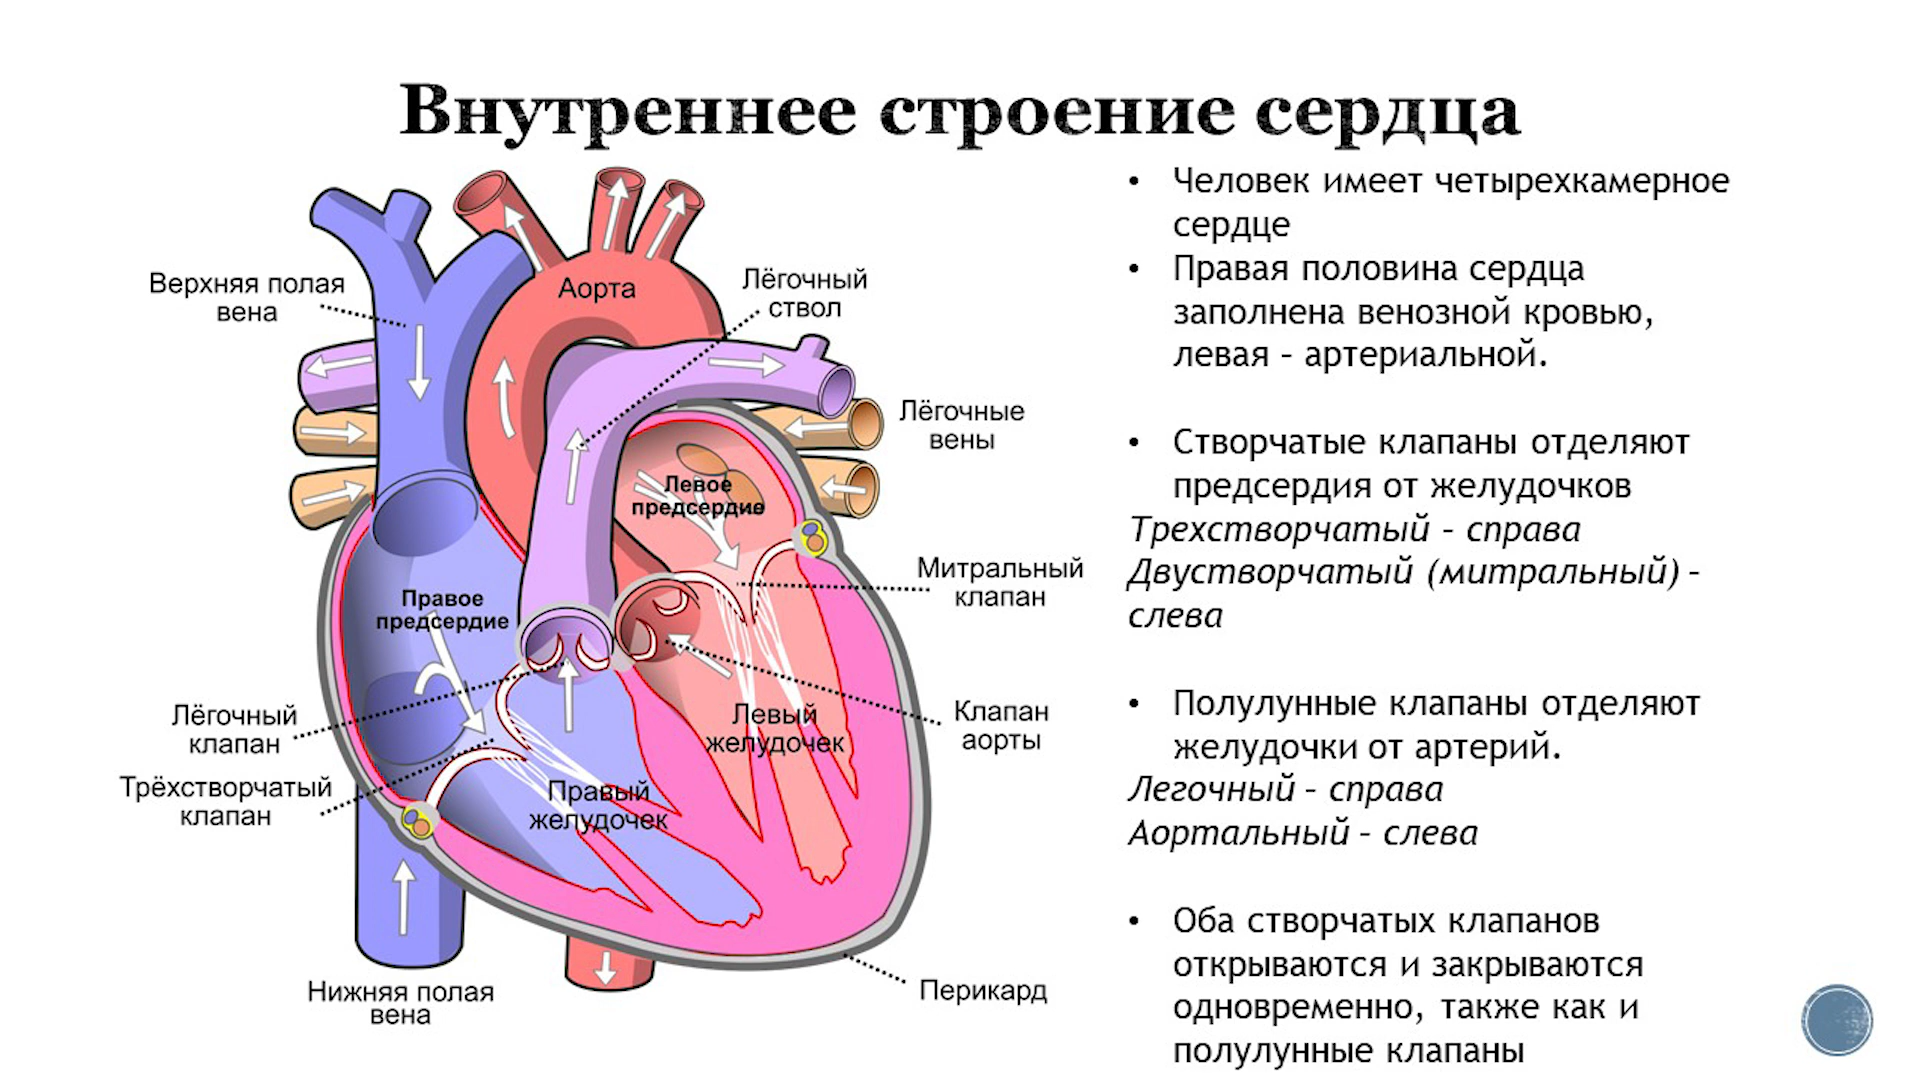 Внутреннее строение сердца
Верхняя полая
вена
Аорта
Лёгочный
ствол
Лёгочные
вены
Левое
предсердие
Митральный
клапан
Правое
предсердие
Лёгочный
клапан
Клапан
аорты
Левый
желудочек
Трёхстворчатый
клапан
Правый
желудочек
Нижняя полая
вена
Перикард
• Человек имеет четырехкамерное
сердце
• Правая половина сердца
заполнена венозной кровью,
левая - артериальной.
• Створчатые клапаны отделяют
предсердия от желудочков
Трехстворчатый - справа
Двустворчатый (митральный) -
слева
• Полулунные клапаны отделяют
желудочки от артерий.
Легочный - справа
Аортальный - слева
• Оба створчатых клапанов
открываются и закрываются
одновременно, также как и
полулунные клапаны